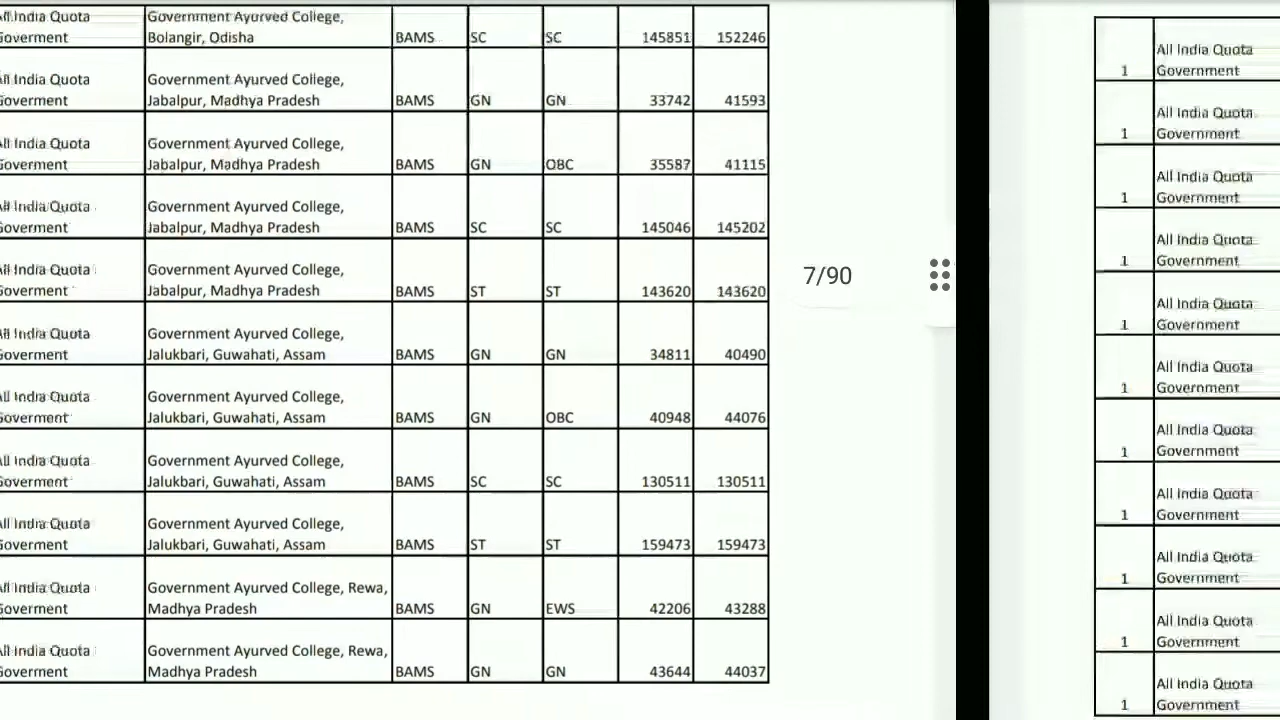 All India Quota Government Ayurved College,
Goverment Bolangir, Odisha BAMS SC SC 145851 152246
All India Quota Government Ayurved College,
Goverment Jabalpur, Madhya Pradesh BAMS GN GN 33742 41593
All India Quota Government Ayurved College,
Goverment Jabalpur, Madhya Pradesh BAMS GN OBC 35587 41115
All India Quota Government Ayurved College,
Goverment Jabalpur, Madhya Pradesh BAMS SC SC 145046 145202
All India Quota Government Ayurved College,
Goverment Jabalpur, Madhya Pradesh BAMS ST ST 143620 143620
All India Quota Government Ayurved College,
Goverment Jalukbari, Guwahati, Assam BAMS GN GN 34811 40490
All India Quota Government Ayurved College,
Goverment Jalukbari, Guwahati, Assam BAMS GN OBC 40948 44076
All India Quota Government Ayurved College,
Goverment Jalukbari, Guwahati, Assam BAMS SC SC 130511 130511
All India Quota Government Ayurved College,
Goverment Jalukbari, Guwahati, Assam BAMS ST ST 159473 159473
All India Quota Government Ayurved College, Rewa,
Goverment Madhya Pradesh BAMS GN EWS 42206 43288
All India Quota Government Ayurved College, Rewa,
Goverment Madhya Pradesh BAMS GN GN 43644 44037
7/90
All India Quota
1 Government
All India Quota
1 Government
All India Quota
1 Government
All India Quota
1 Government
All India Quota
1 Government
All India Quota
1 Government
All India Quota
1 Government
All India Quota
1 Government
All India Quota
1 Government
All India Quota
1 Government
All India Quota
1 Government